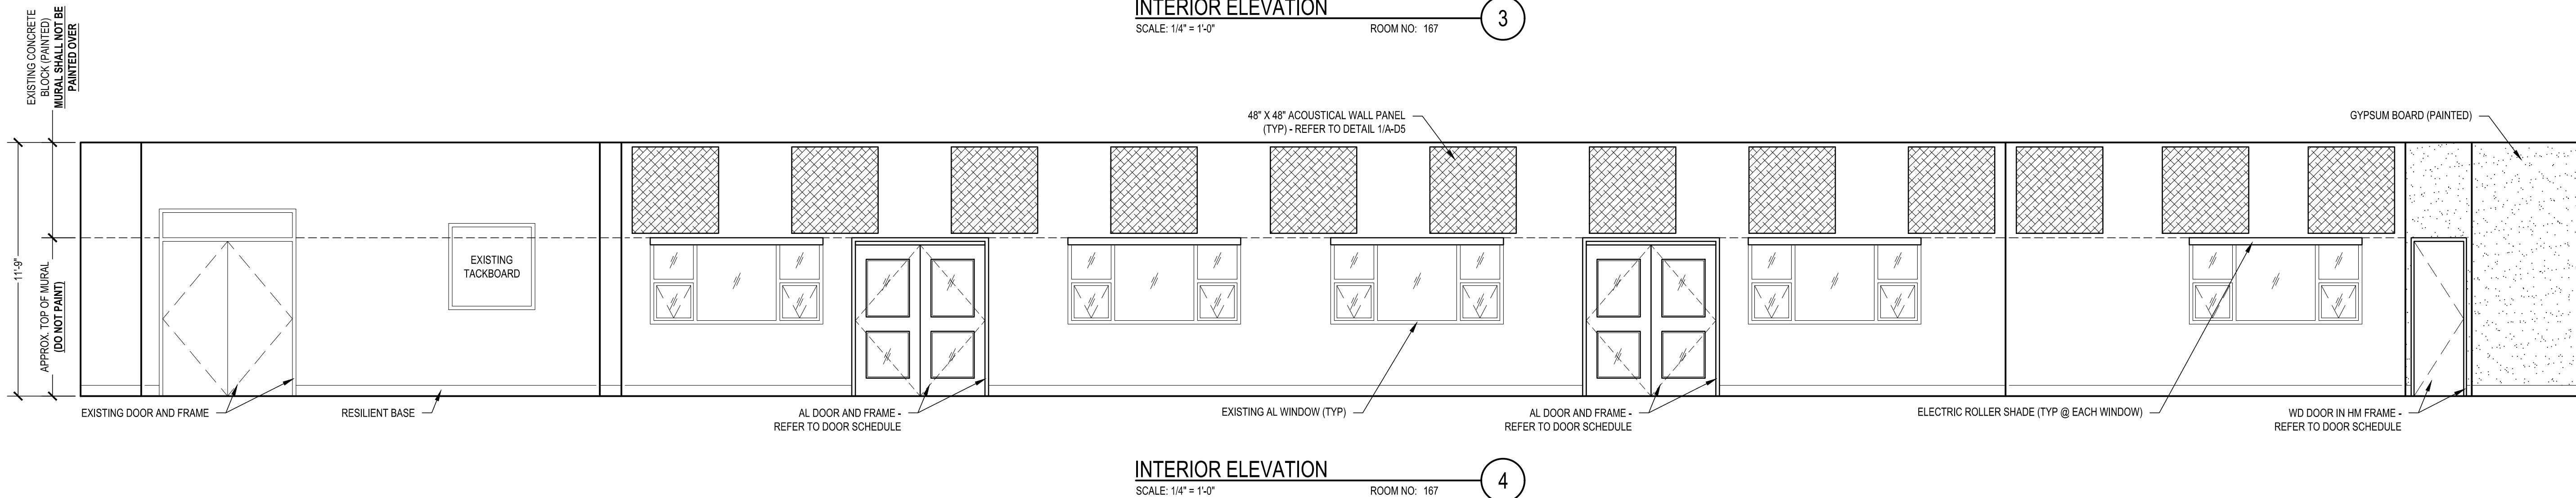 INTERIOR ELEVATION
3
SCALE: 1/4" = 1'-0"
ROOM NO: 167
EXISTING CONCRETE
BLOCK (PAINTED)
MURAL SHALL NOT BE
PAINTED OVER
48" X 48" ACOUSTICAL WALL PANEL
(TYP) - REFER TO DETAIL 1/A-D5
GYPSUM BOARD (PAINTED)
11'-9"
APPROX. TOP OF MURAL
(DO NOT PAINT)
EXISTING
TACKBOARD
EXISTING DOOR AND FRAME
RESILIENT BASE
AL DOOR AND FRAME -
REFER TO DOOR SCHEDULE
EXISTING AL WINDOW (TYP)
AL DOOR AND FRAME -
REFER TO DOOR SCHEDULE
ELECTRIC ROLLER SHADE (TYP @ EACH WINDOW)
WD DOOR IN HM FRAME -
REFER TO DOOR SCHEDULE
INTERIOR ELEVATION
4
SCALE: 1/4" = 1'-0"
ROOM NO: 167